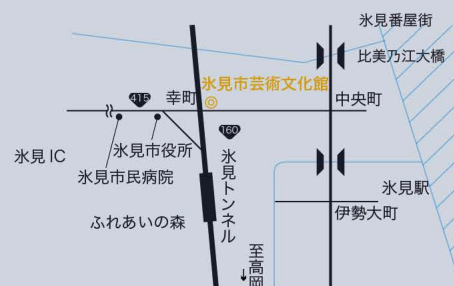 氷見番屋街
比美乃江大橋
氷見市芸術文化館
415
幸町
中央町
160
氷見IC
氷見市役所
氷見市民病院
氷見トンネル
氷見駅
伊勢大町
ふれあいの森
至高岡